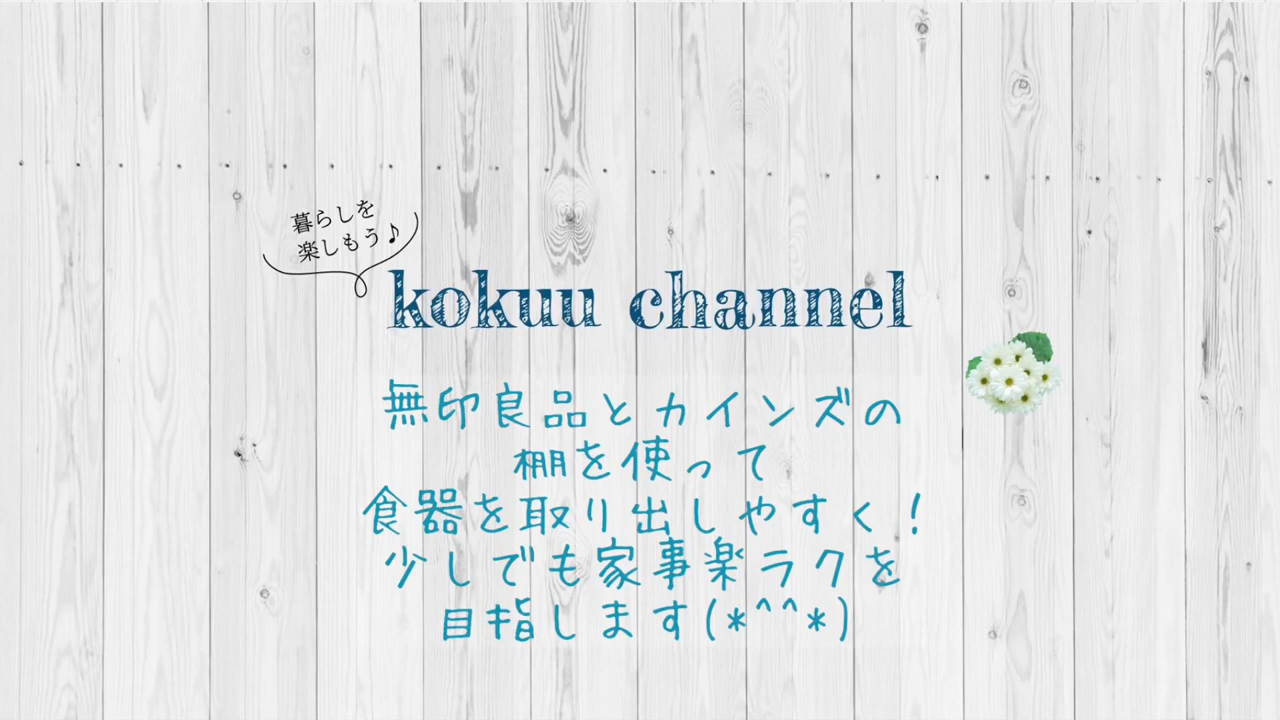 暮らしを
楽しもう♪
kokuu channel
無印良品とカインズの
棚を使って
食器を取り出しやすく！
少しでも家事楽ラクを
目指します(*^^*)